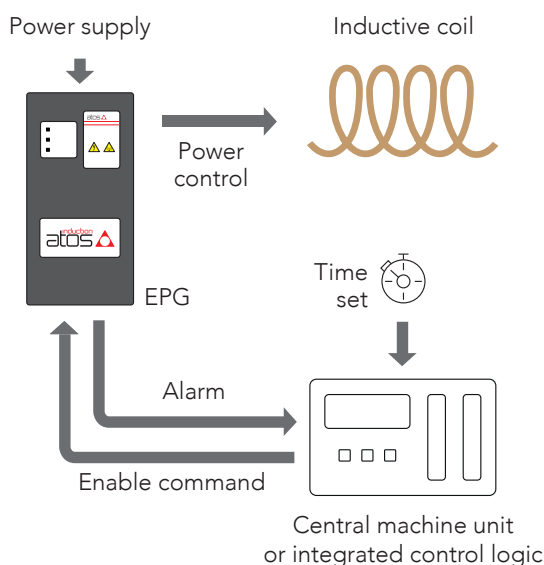 Power supply
Inductive coil
atos
Power
control
induction
atos
EPG
Time
set
Alarm
Enable command
Central machine unit
or integrated control logic